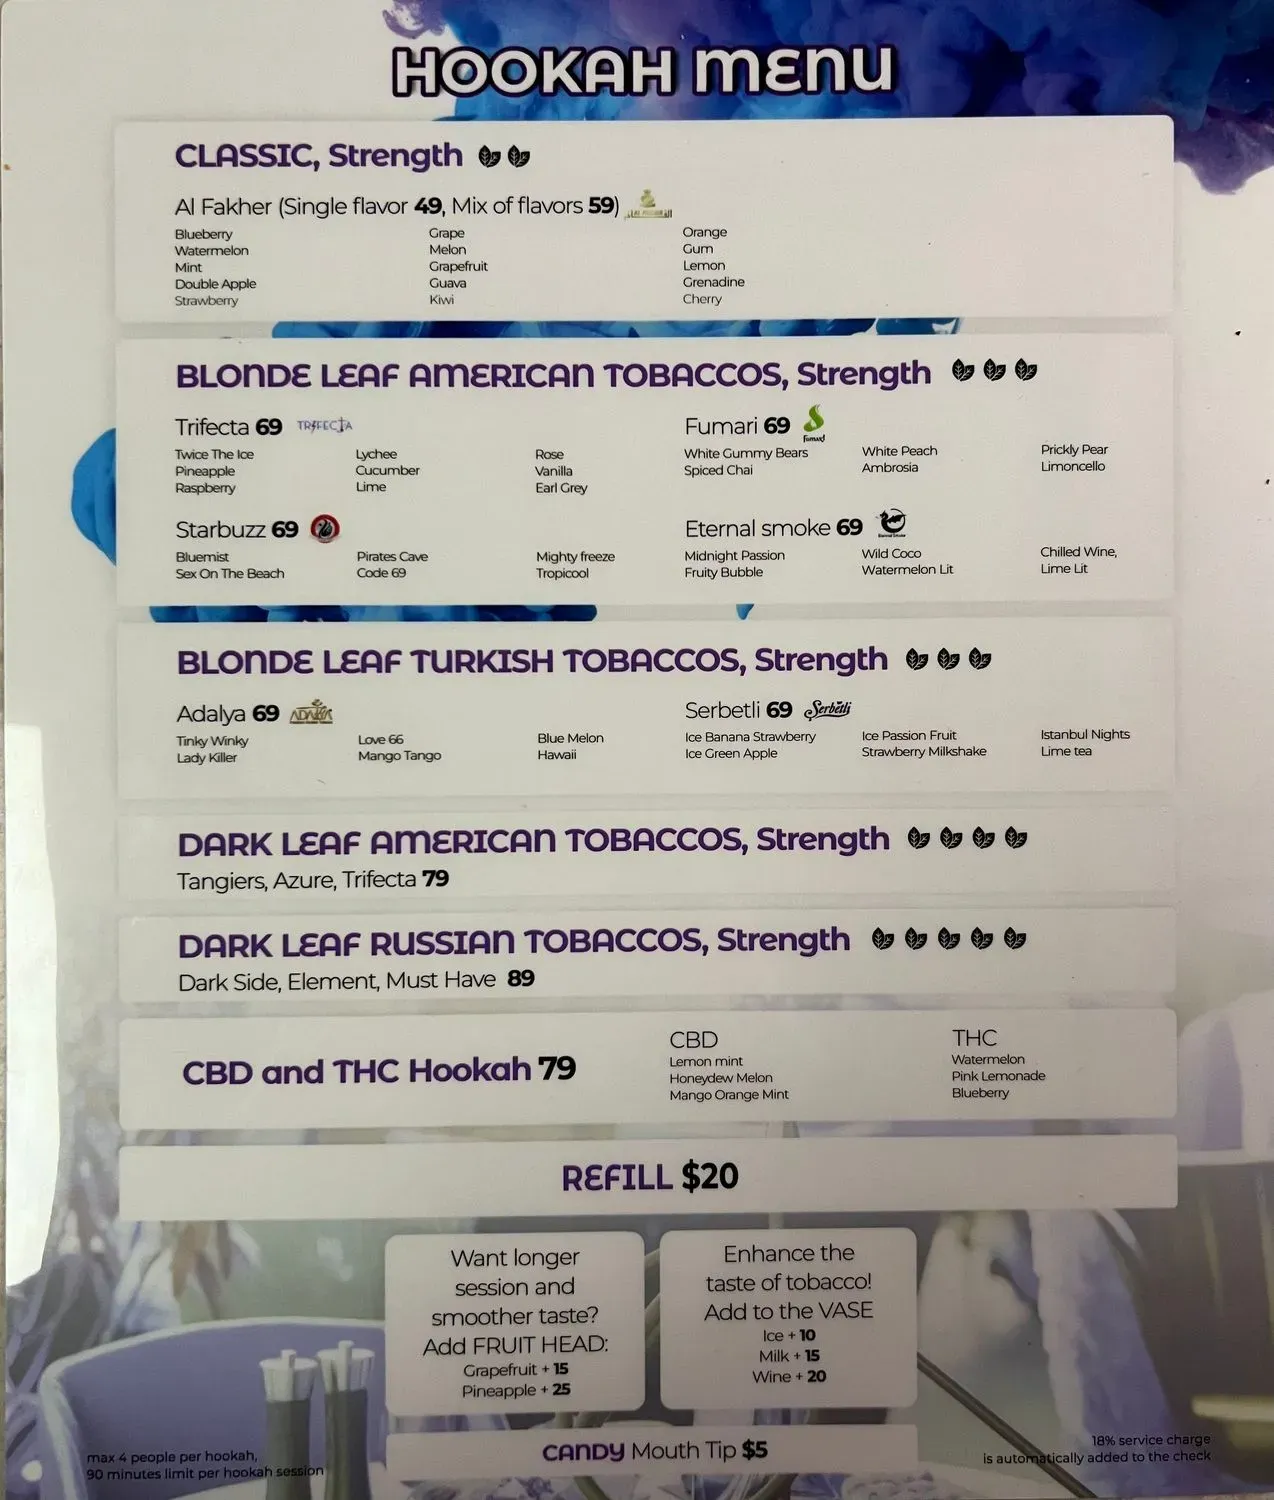 HOOKAH MENU
CLASSIC, Strength
Al Fakher (Single flavor 49, Mix of flavors 59)
Blueberry
Watermelon
Mint
Double Apple
Strawberry
Grape
Melon
Grapefruit
Guava
Kiwi
Orange
Gum
Lemon
Grenadine
Cherry
BLONDE LEAF AMERICAN TOBACCOS, Strength
Trifecta 69 TRIFECTA
Twice The Ice
Pineapple
Raspberry
Lychee
Cucumber
Lime
Rose
Vanilla
Earl Grey
Fumari 69
Fumari
White Gummy Bears
Spiced Chai
White Peach
Ambrosia
Prickly Pear
Limoncello
Starbuzz 69
Bluemist
Sex On The Beach
Pirates Cave
Code 69
Mighty freeze
Tropicool
Eternal smoke 69
Midnight Passion
Fruity Bubble
Wild Coco
Watermelon Lit
Chilled Wine,
Lime Lit
BLONDE LEAF TURKISH TOBACCOS, Strength
Adalya 69 ADALYA
Tinky Winky
Lady Killer
Love 66
Mango Tango
Blue Melon
Hawaii
Serbetli 69 Serbetli
Ice Banana Strawberry
Ice Green Apple
Ice Passion Fruit
Strawberry Milkshake
Istanbul Nights
Lime tea
DARK LEAF AMERICAN TOBACCOS, Strength
Tangiers, Azure, Trifecta 79
DARK LEAF RUSSIAN TOBACCOS, Strength
Dark Side, Element, Must Have 89
CBD and THC Hookah 79
CBD
Lemon mint
Honeydew Melon
Mango Orange Mint
THC
Watermelon
Pink Lemonade
Blueberry
REFILL $20
Want longer
session and
smoother taste?
Add FRUIT HEAD:
Grapefruit + 15
Pineapple + 25
Enhance the
taste of tobacco!
Add to the VASE
Ice + 10
Milk + 15
Wine + 20
CANDY Mouth Tip $5
max 4 people per hookah,
90 minutes limit per hookah session
18% service charge
is automatically added to the check